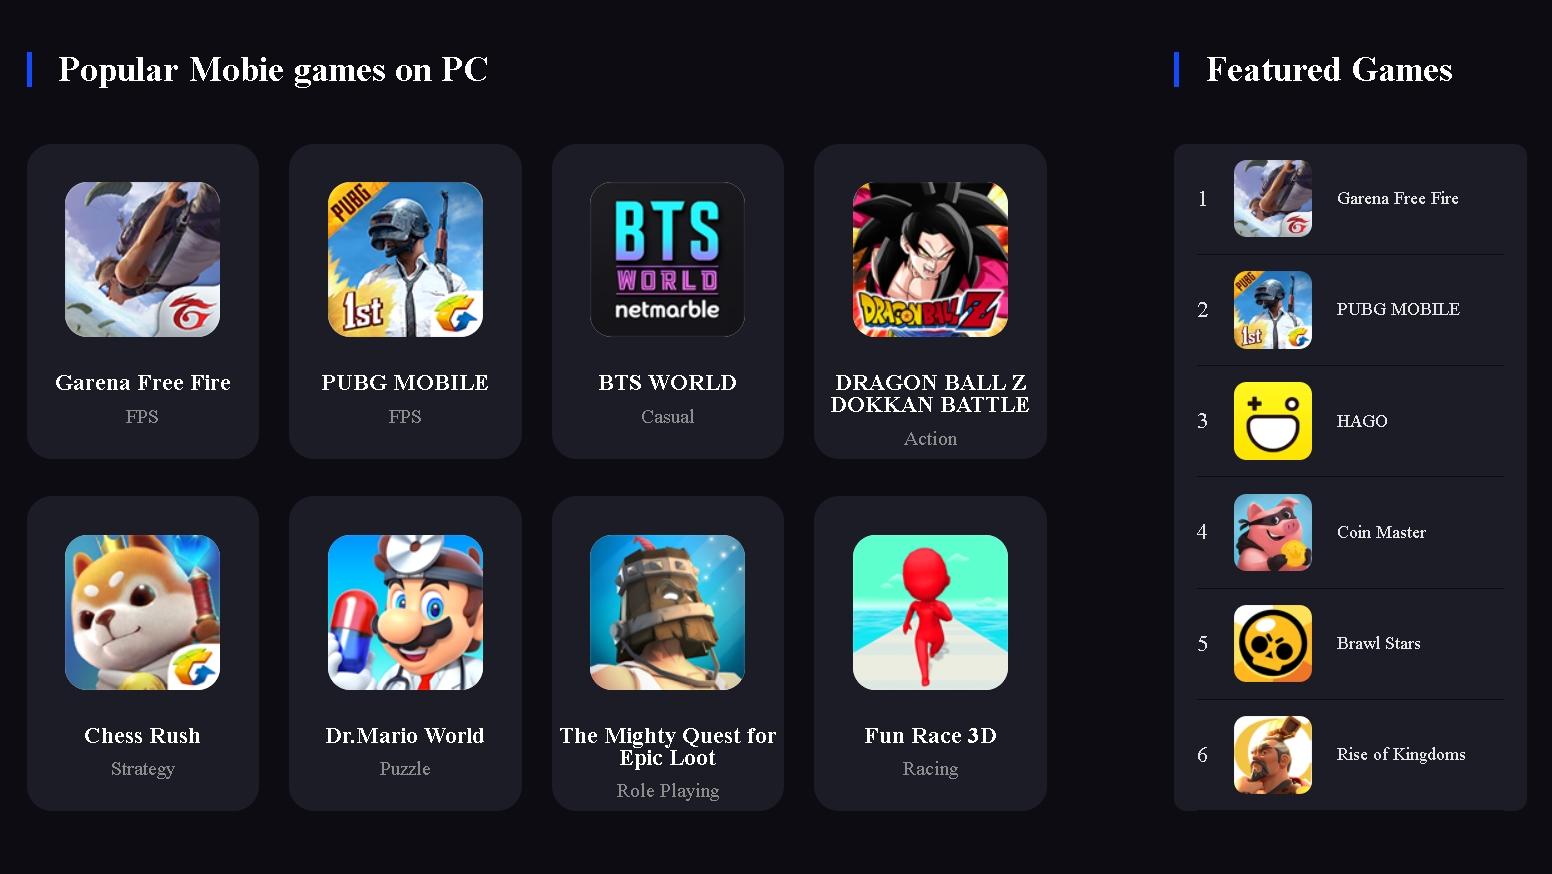 Popular Mobie games on PC
Featured Games
PUBG
1st
BTS
WORLD
netmarble
DRAGONBALL Z
Garena Free Fire
FPS
PUBG MOBILE
FPS
BTS WORLD
Casual
DRAGON BALL Z
DOKKAN BATTLE
Action
Chess Rush
Strategy
Dr.Mario World
Puzzle
The Mighty Quest for
Epic Loot
Role Playing
Fun Race 3D
Racing
1
Garena Free Fire
2
PUBG
1st
PUBG MOBILE
3
HAGO
4
Coin Master
5
Brawl Stars
6
Rise of Kingdoms